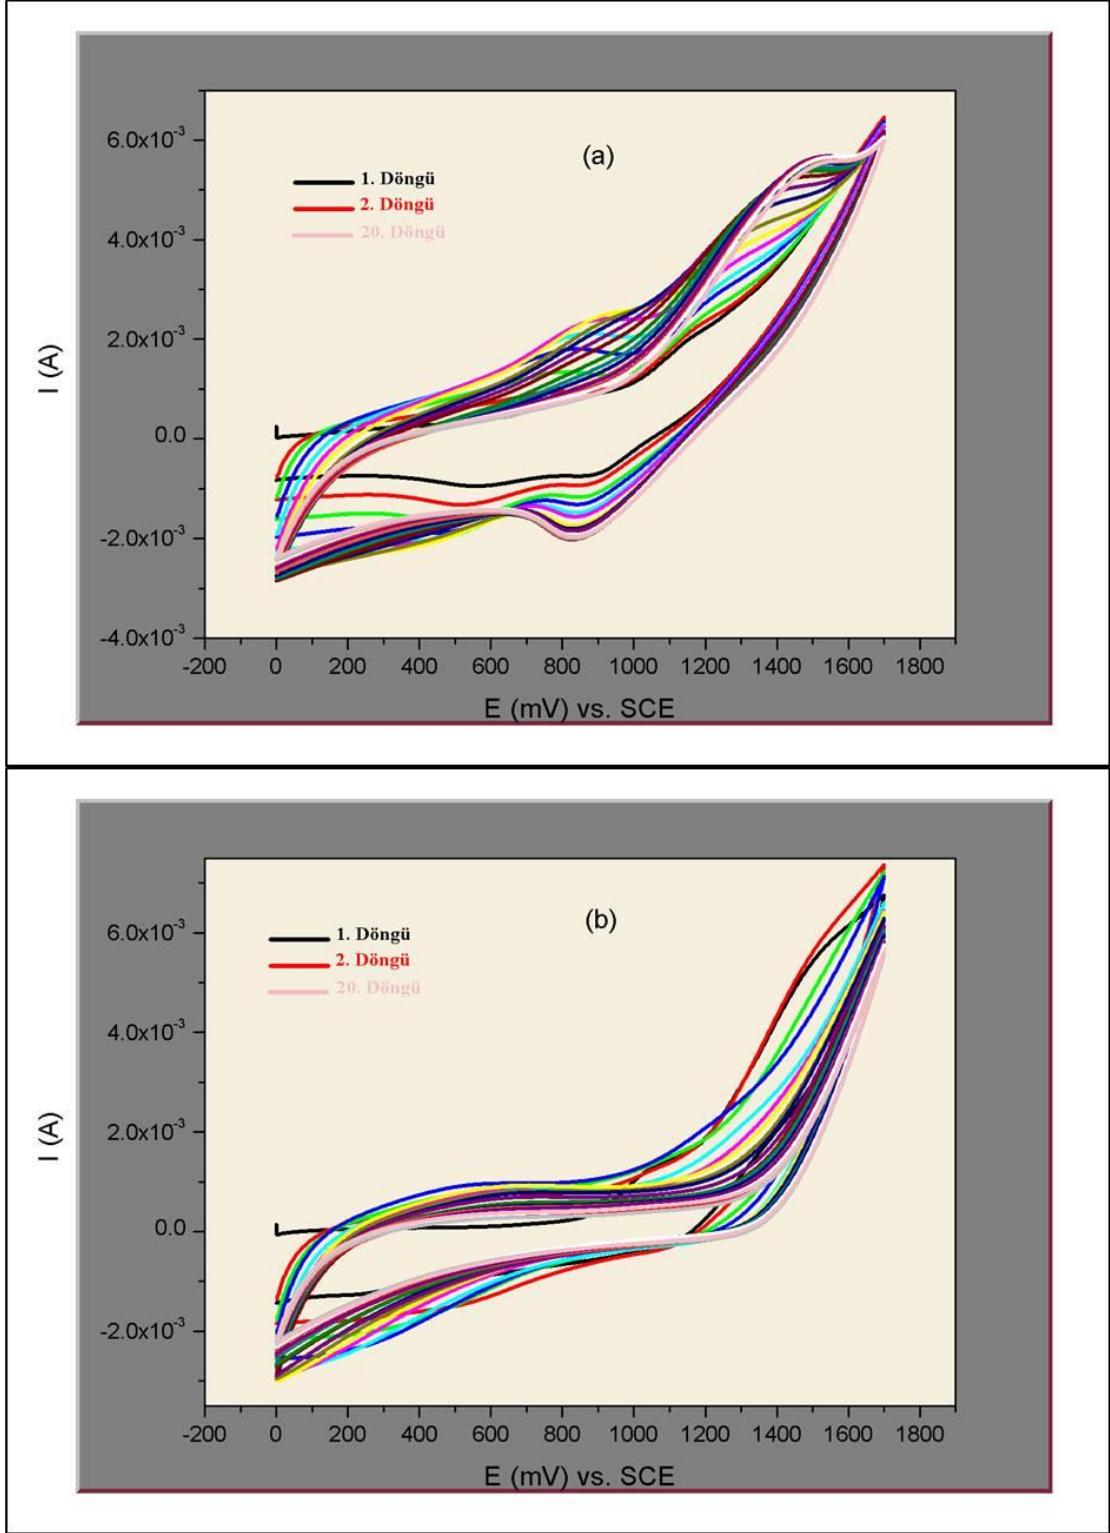 (a)
1. Döngü
2. Döngü
20. Döngü
6.0x10⁻³
4.0x10⁻³
2.0x10⁻³
0.0
-2.0x10⁻³
-4.0x10⁻³
I (A)
-200 0 200 400 600 800 1000 1200 1400 1600 1800
E (mV) vs. SCE
(b)
1. Döngü
2. Döngü
20. Döngü
6.0x10⁻³
4.0x10⁻³
2.0x10⁻³
0.0
-2.0x10⁻³
I (A)
-200 0 200 400 600 800 1000 1200 1400 1600 1800
E (mV) vs. SCE